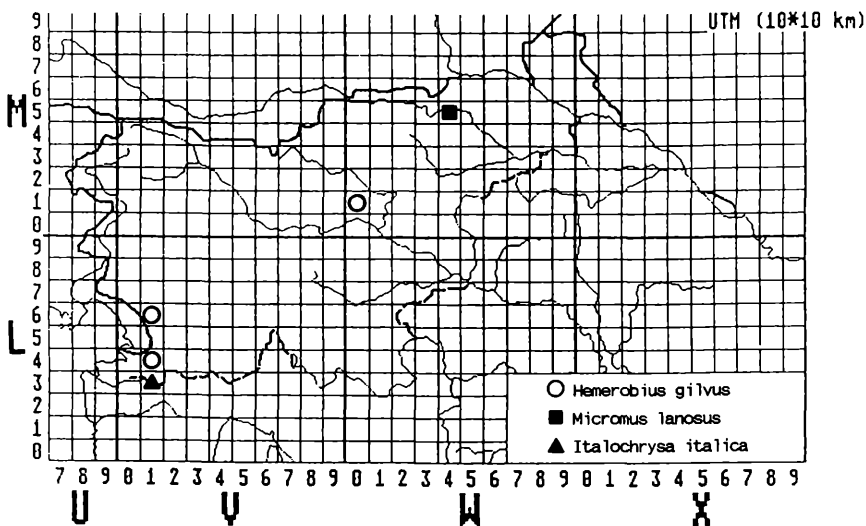 UTM (10*10 km)
9
8
7
6
M
5
4
3
2
1
0
9
8
7
6
L
5
4
3
2
1
0
Hemerobius gilvus
Micromus lanosus
Italochrysa italica
7 8 9 0 1 2 3 4 5 6 7 8 9 0 1 2 3 4 5 6 7 8 9 0 1 2 3 4 5 6 7 8 9
U V W X